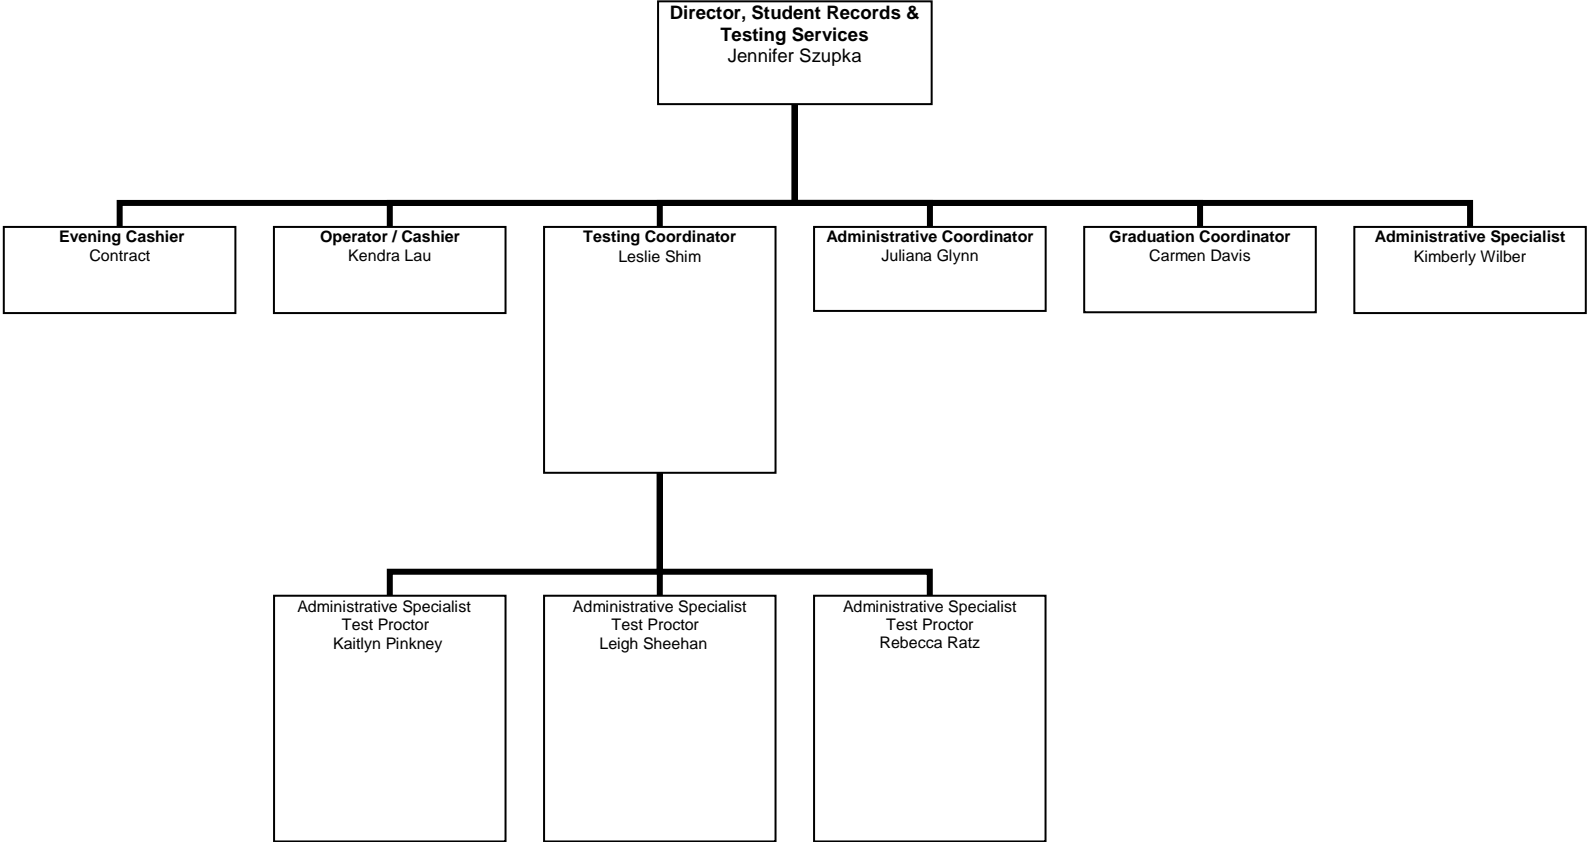 Director, Student Records &
Testing Services
Jennifer Szupka
Evening Cashier
Contract
Operator / Cashier
Kendra Lau
Testing Coordinator
Leslie Shim
Administrative Coordinator
Juliana Glynn
Graduation Coordinator
Carmen Davis
Administrative Specialist
Kimberly Wilber
Administrative Specialist
Test Proctor
Kaitlyn Pinkney
Administrative Specialist
Test Proctor
Leigh Sheehan
Administrative Specialist
Test Proctor
Rebecca Ratz